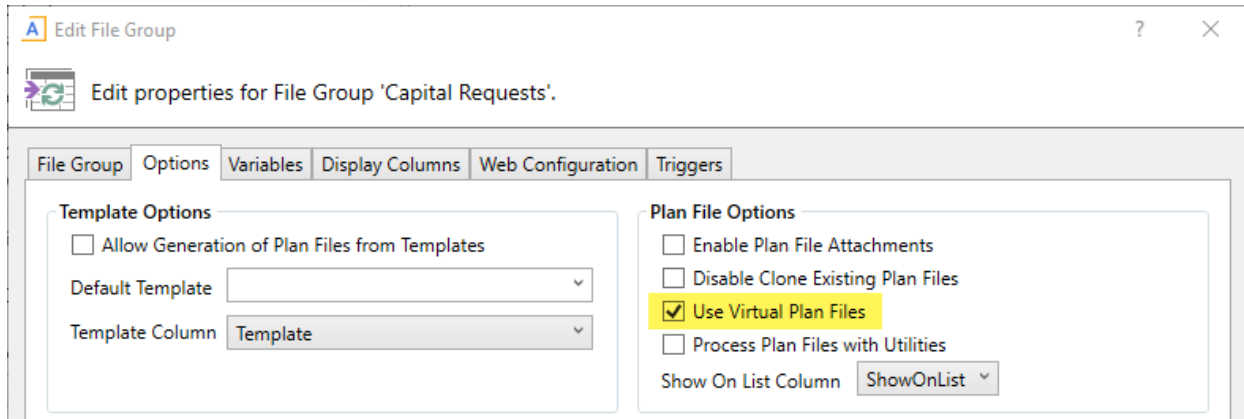 A Edit File Group ?
Edit properties for File Group 'Capital Requests'.
File Group Options Variables Display Columns Web Configuration Triggers
Template Options
Allow Generation of Plan Files from Templates
Default Template
Template Column Template
Plan File Options
Enable Plan File Attachments
Disable Clone Existing Plan Files
Use Virtual Plan Files
Process Plan Files with Utilities
Show On List Column ShowOnList